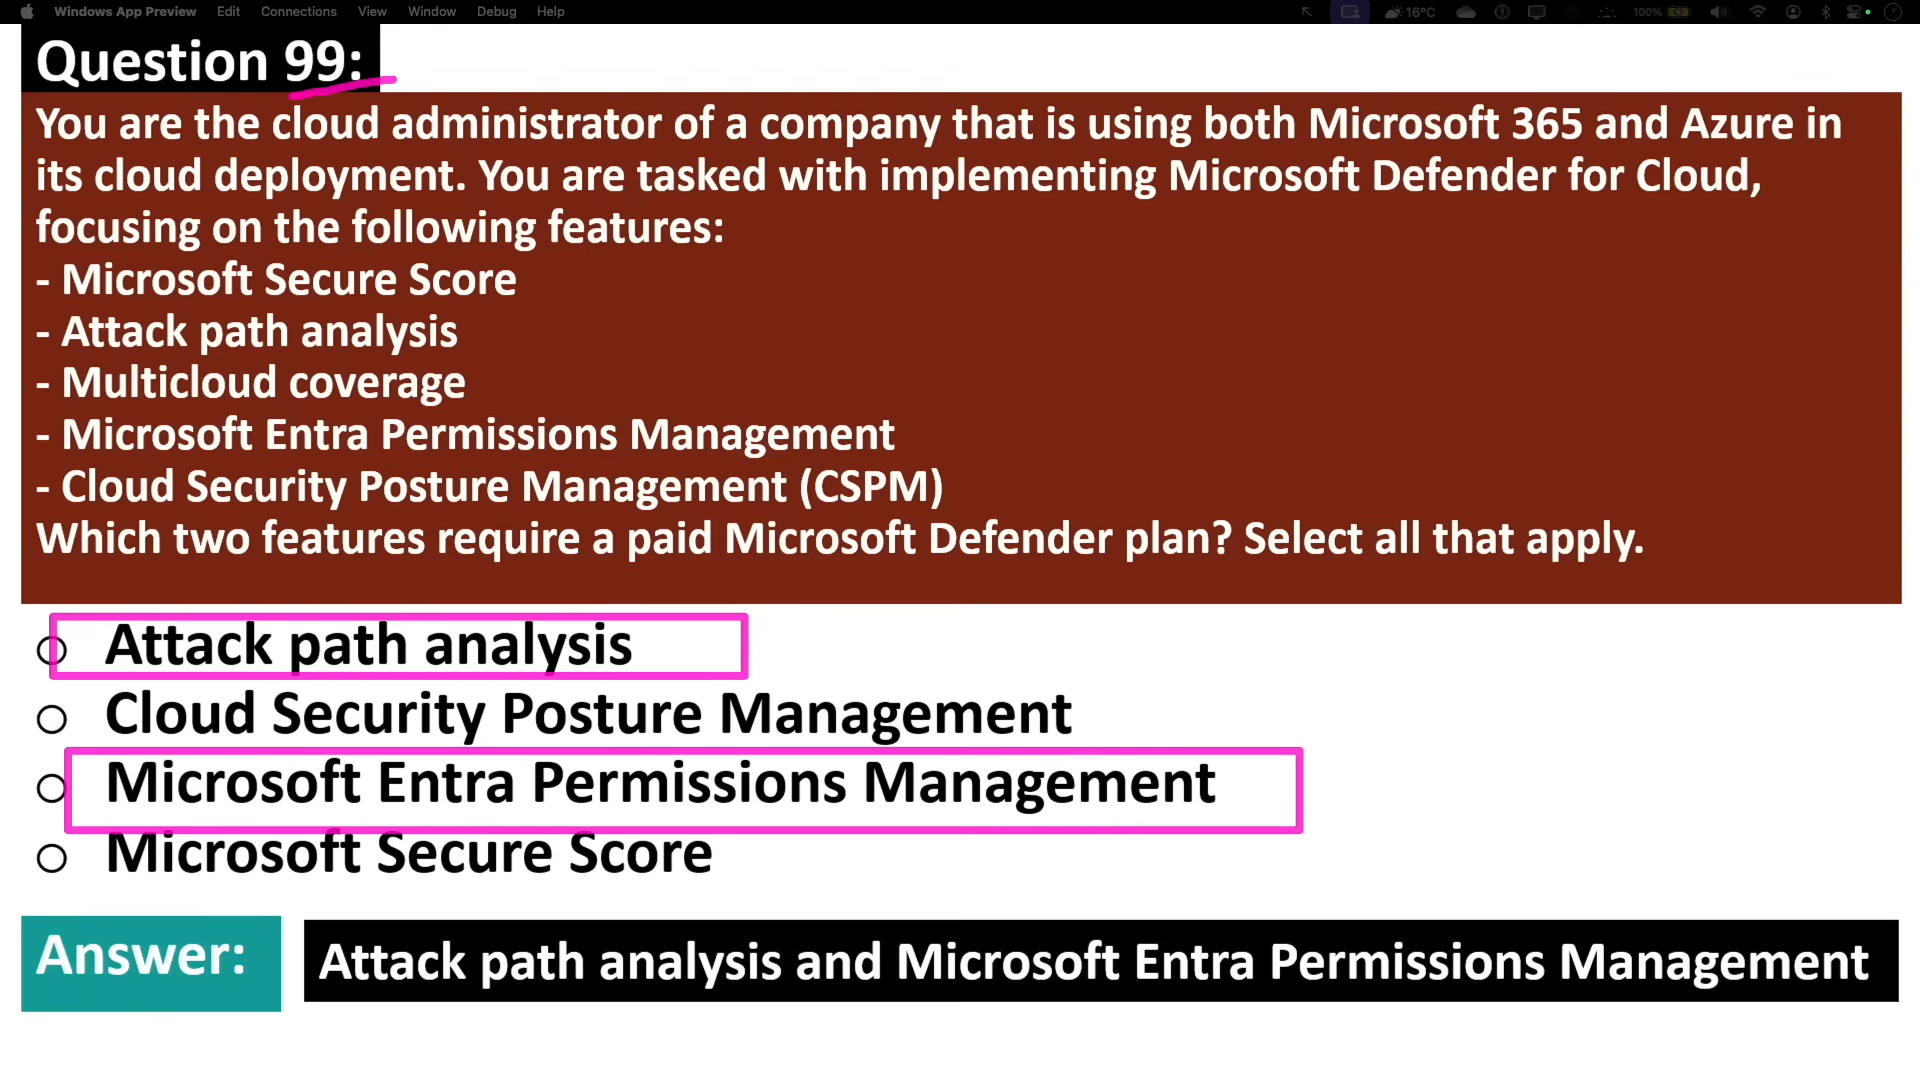 Windows App Preview Edit Connections View Window Debug Help 16°C 100%
Question 99:
You are the cloud administrator of a company that is using both Microsoft 365 and Azure in
its cloud deployment. You are tasked with implementing Microsoft Defender for Cloud,
focusing on the following features:
- Microsoft Secure Score
- Attack path analysis
- Multicloud coverage
- Microsoft Entra Permissions Management
- Cloud Security Posture Management (CSPM)
Which two features require a paid Microsoft Defender plan? Select all that apply.
Attack path analysis
Cloud Security Posture Management
Microsoft Entra Permissions Management
Microsoft Secure Score
Answer: Attack path analysis and Microsoft Entra Permissions Management